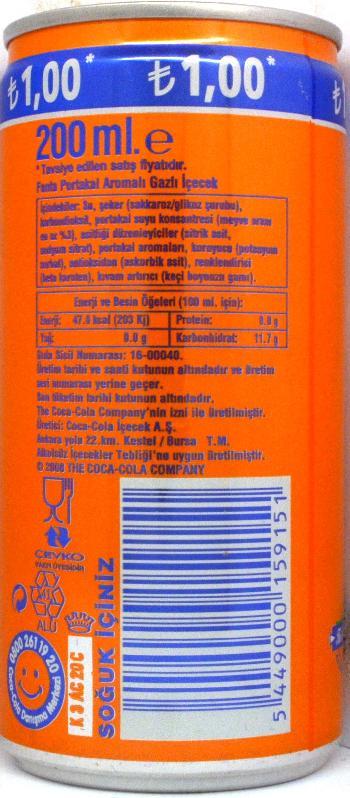 ₺1,00* ₺1,00*
200 ml. e
*Tavsiye edilen satış fiyatıdır.
Fanta Portakal Aromalı Gazlı İçecek
İçindekiler: Su, şeker (sakkaroz/glikoz şurubu),
karbondioksit, portakal suyu konsantresi (meyve oranı
en az %3), asitliği düzenleyiciler (sitrik asit,
sodyum sitrat), portakal aromaları, koruyucu (potasyum
sorbat), antioksidan (askorbik asit), renklendirici
(beta karoten), kıvam artırıcı (keçi boynuzu gamı).
Enerji ve Besin Öğeleri (100 ml. için):
Enerji: 47.8 kcal (203 Kj) Protein: 0.0 g
Yağ: 0.0 g Karbonhidrat: 11.7 g
Gıda Sicil Numarası: 16-00040.
Üretim tarihi ve saati kutunun altındadır ve üretim
seri numarası yerine geçer.
Son tüketim tarihi kutunun altındadır.
The Coca-Cola Company'nin izni ile üretilmiştir.
Üretici: Coca-Cola İçecek A.Ş.
Ankara yolu 22.km. Kestel / Bursa T.M.
Alkolsüz İçecekler Tebliği'ne uygun üretilmiştir.
© 2008 THE COCA-COLA COMPANY
ÇEVKO
VAKFI ÜYESİDİR
ALU
K 3 AC 20 C
SOĞUK İÇİNİZ
0800 261 19 20
Coca-Cola Danışma Merkezi
5 449000 159151